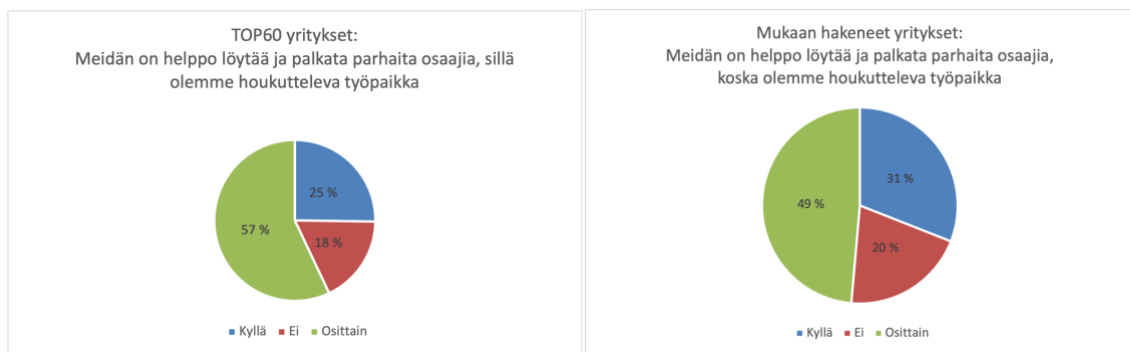 TOP60 yritykset:
Meidän on helppo löytää ja palkata parhaita osaajia, sillä
olemme houkutteleva työpaikka
25 %
57 %
18 %
Kyllä Ei Osittain
Mukaan hakeneet yritykset:
Meidän on helppo löytää ja palkata parhaita osaajia,
koska olemme houkutteleva työpaikka
31 %
49 %
20 %
Kyllä Ei Osittain